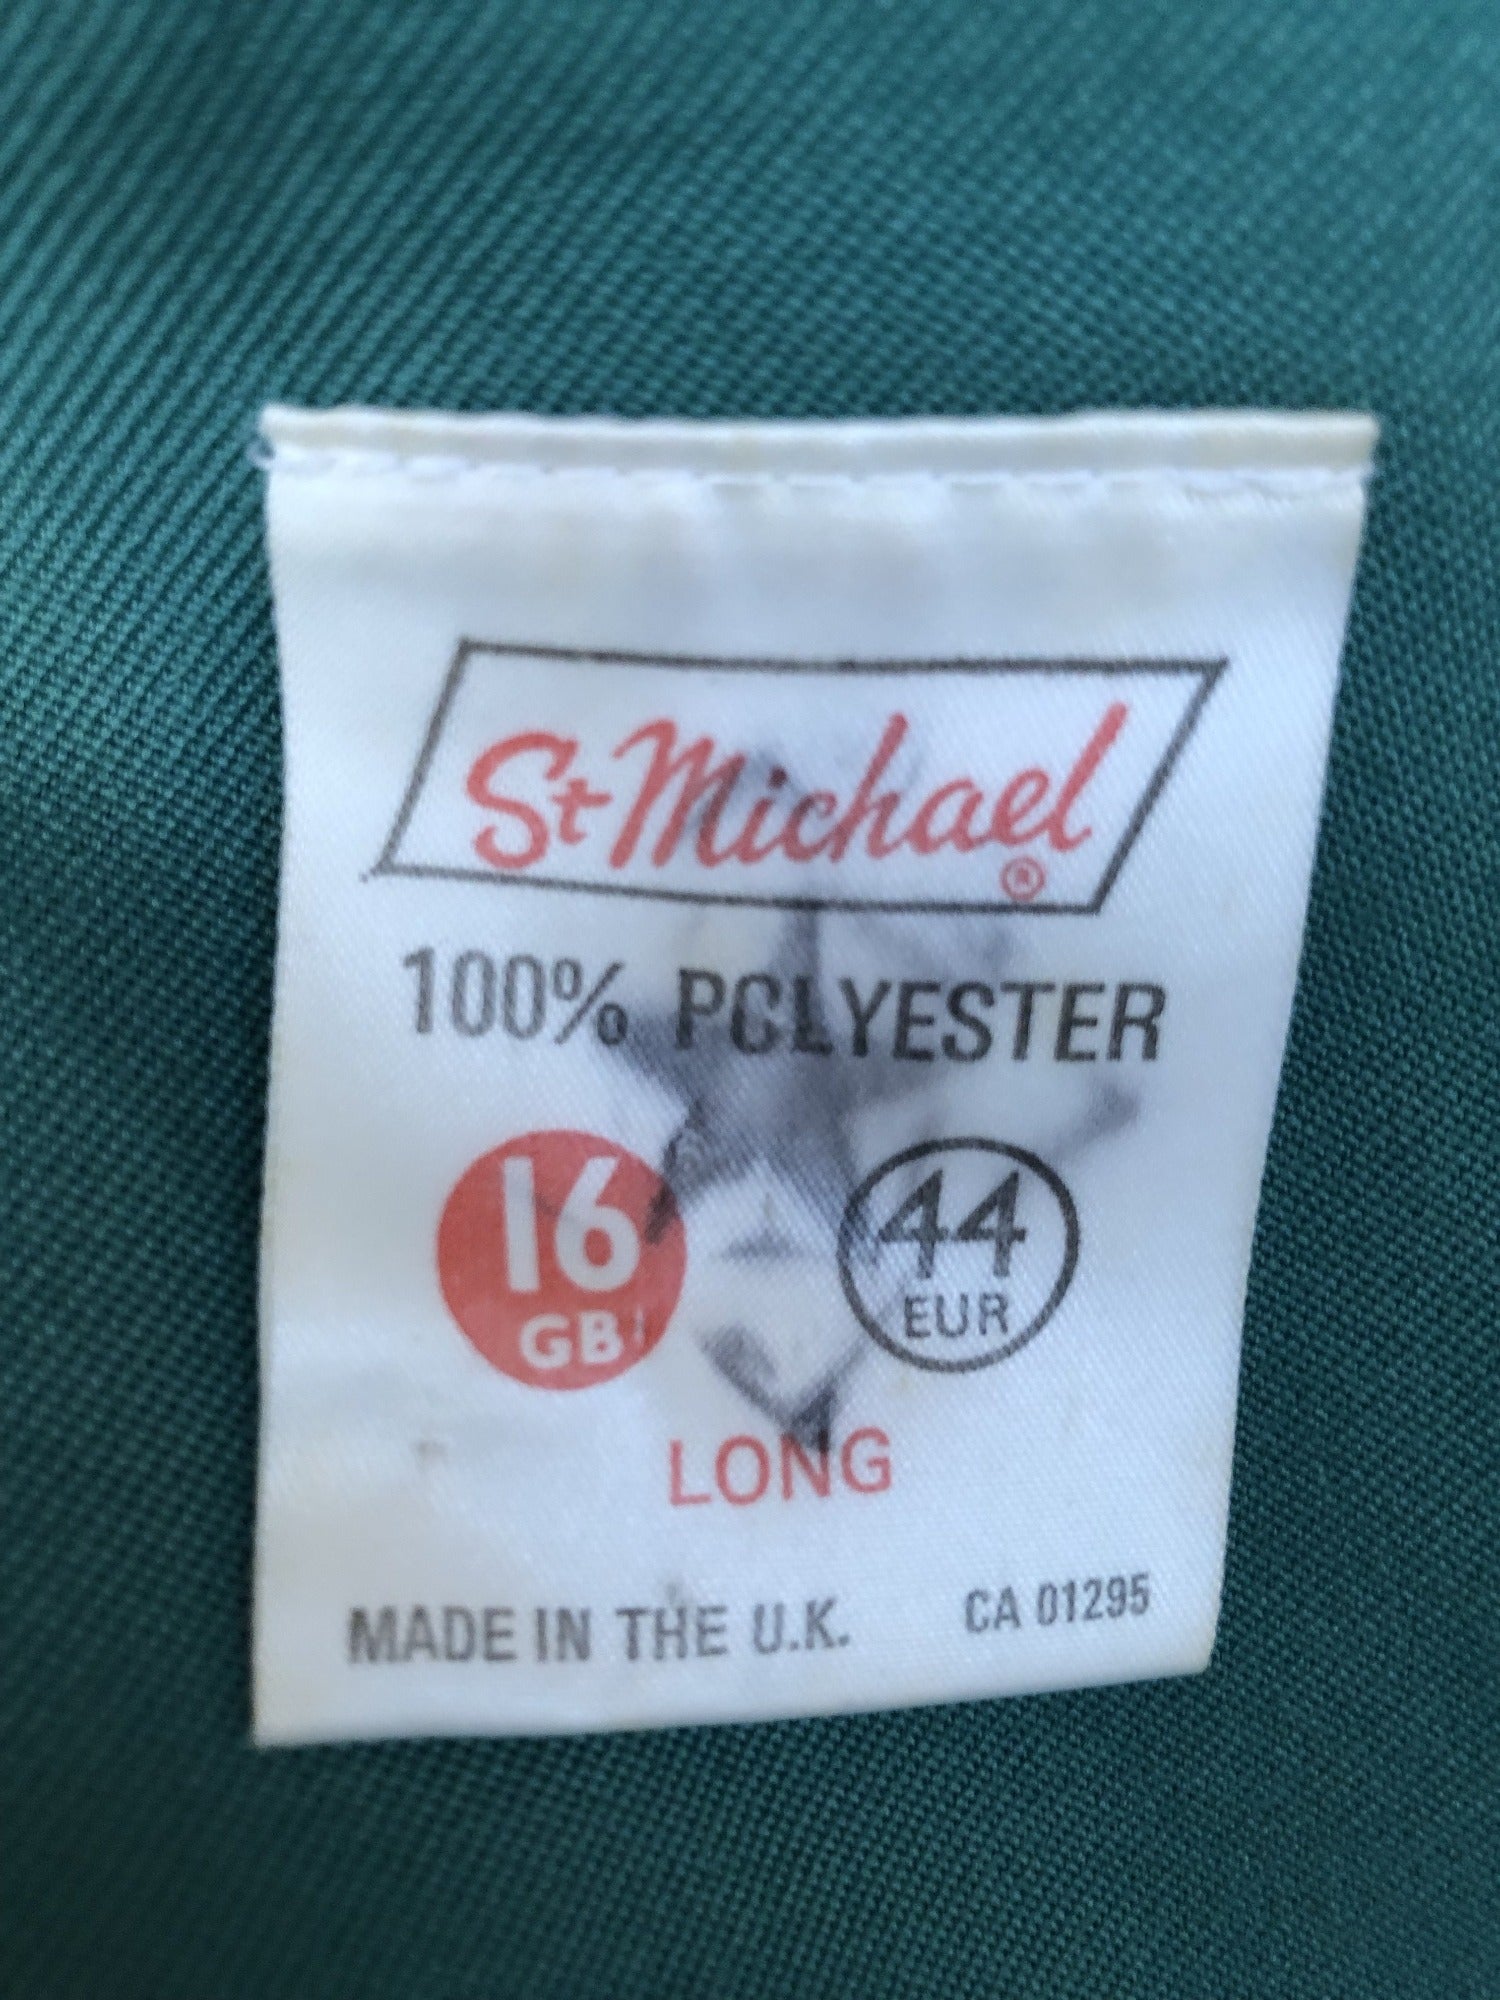 St Michael ®
100% POLYESTER
16 44
GB EUR
LONG
MADE IN THE U.K. CA 01295